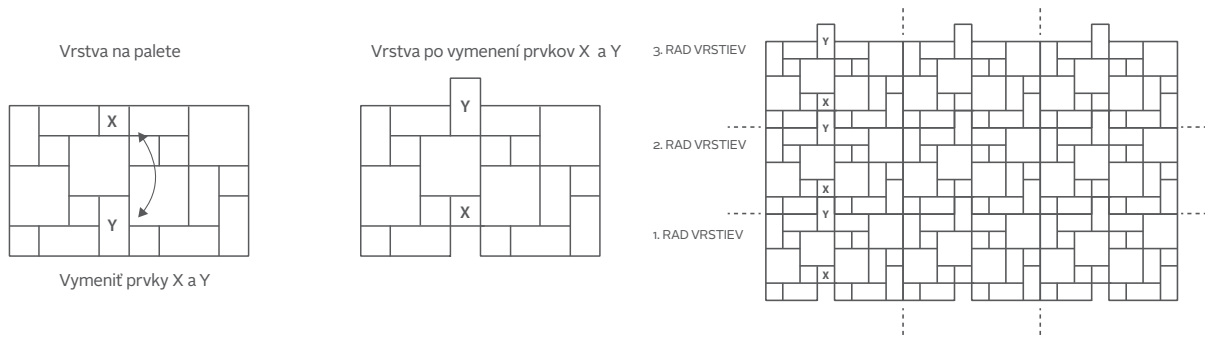 Vrstva na palete
X
Y
Vymeniť prvky X a Y
Vrstva po vymenení prvkov X a Y
Y
X
3. RAD VRSTIEV
Y
X
2. RAD VRSTIEV
Y
X
1. RAD VRSTIEV
Y
X